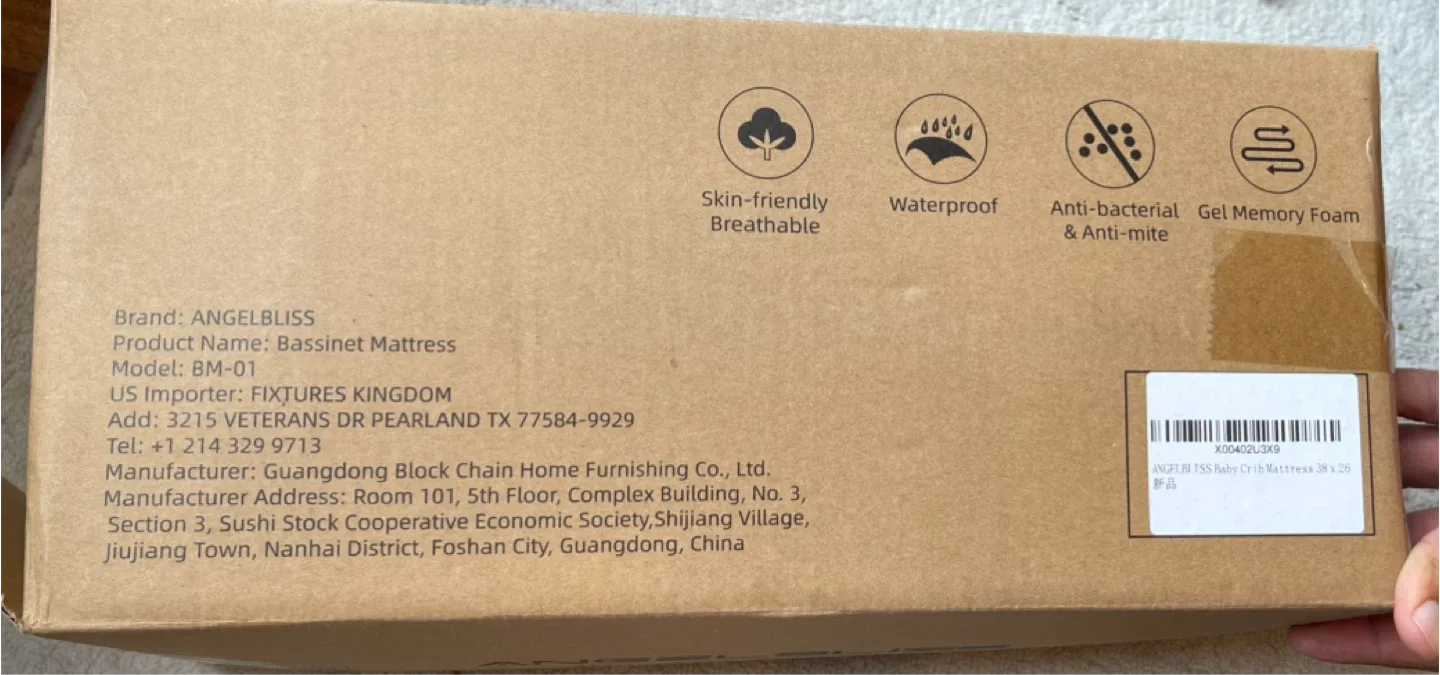 Skin-friendly
Breathable
Waterproof
Anti-bacterial
& Anti-mite
Gel Memory Foam
Brand: ANGELBLISS
Product Name: Bassinet Mattress
Model: BM-01
US Importer: FIXTURES KINGDOM
Add: 3215 VETERANS DR PEARLAND TX 77584-9929
Tel: +1 214 329 9713
Manufacturer: Guangdong Block Chain Home Furnishing Co., Ltd.
Manufacturer Address: Room 101, 5th Floor, Complex Building, No. 3,
Section 3, Sushi Stock Cooperative Economic Society,Shijiang Village,
Jiujiang Town, Nanhai District, Foshan City, Guangdong, China
X00402U3X9
ANGELBLISS Baby Crib Mattress 38 x 26
新品